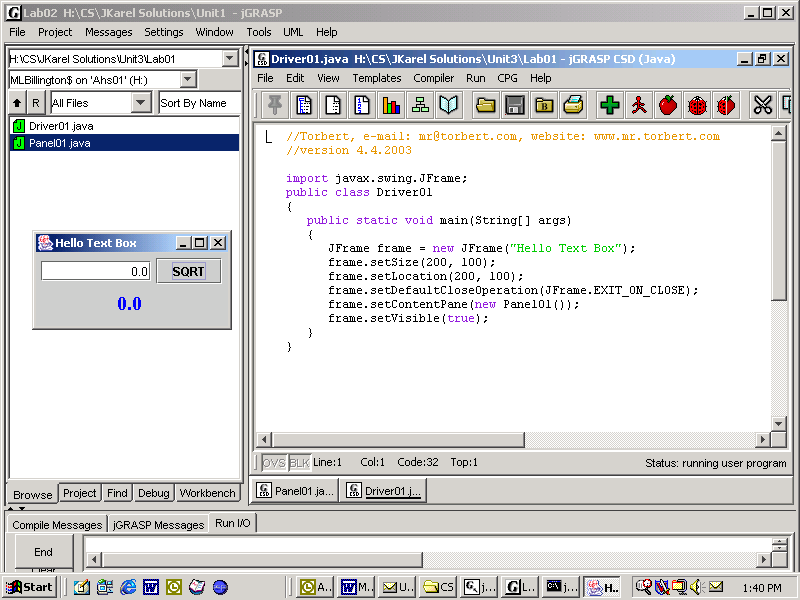 Lab02  H:\CS\JKarel Solutions\Unit1 - jGRASP
File Project Messages Settings Window Tools UML Help
H:\CS\JKarel Solutions\Unit3\Lab01
MLBillington$ on 'Ahs01' (H:)
R All Files Sort By Name
Driver01.java
Panel01.java
Hello Text Box
0.0 SQRT
0.0
Browse Project Find Debug Workbench
Driver01.java  H:\CS\JKarel Solutions\Unit3\Lab01 - jGRASP CSD (Java)
File Edit View Templates Compiler Run CPG Help
//Torbert, e-mail: mr@torbert.com, website: www.mr.torbert.com
//version 4.4.2003
import javax.swing.JFrame;
public class Driver01
{
public static void main(String[] args)
{
JFrame frame = new JFrame("Hello Text Box");
frame.setSize(200, 100);
frame.setLocation(200, 100);
frame.setDefaultCloseOperation(JFrame.EXIT_ON_CLOSE);
frame.setContentPane(new Panel01());
frame.setVisible(true);
}
}
OVS BLK Line:1 Col:1 Code:32 Top:1 Status: running user program
Panel01.ja... Driver01.j...
Compile Messages jGRASP Messages Run I/O
End
Clear
Start A.. M.. U.. CS j... L.. j... H.. 1:40 PM